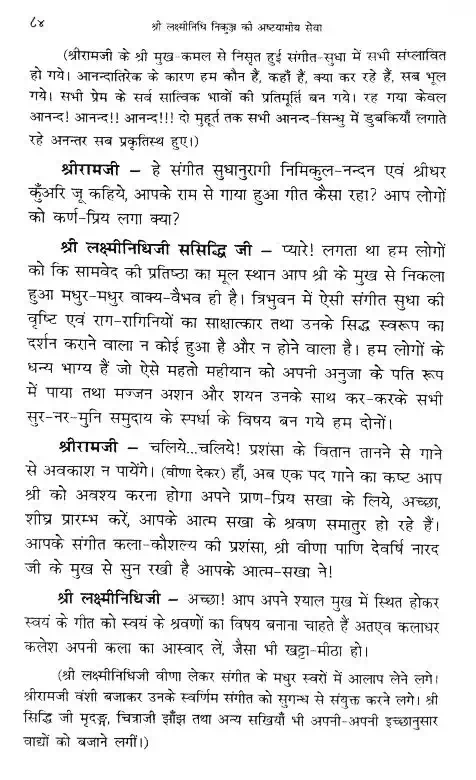 ८४ श्री लक्ष्मीनिधि निकुञ्ज की अष्टयामीय सेवा
(श्रीरामजी के श्री मुख-कमल से निसृत हुई संगीत-सुधा में सभी संप्लावित
हो गये। आनन्दातिरेक के कारण हम कौन हैं, कहाँ हैं, क्या कर रहे हैं, सब भूल
गये। सभी प्रेम के सर्व सात्विक भावों की प्रतिमूर्ति बन गये। रह गया केवल
आनन्द! आनन्द!! आनन्द!!! दो मुहूर्त तक सभी आनन्द-सिन्धु में डुबकियाँ लगाते
रहे अनन्तर सब प्रकृतिस्थ हुए।)
श्रीरामजी – हे संगीत सुधानुरागी निमिकुल-नन्दन एवं श्रीधर
कुँअरि जू कहिये, आपके राम से गाया हुआ गीत कैसा रहा? आप लोगों
को कर्ण-प्रिय लगा क्या?
श्री लक्ष्मीनिधिजी ससिद्धि जी – प्यारे! लगता था हम लोगों
को कि सामवेद की प्रतिष्ठा का मूल स्थान आप श्री के मुख से निकला
हुआ मधुर-मधुर वाक्य-वैभव ही है। त्रिभुवन में ऐसी संगीत सुधा की
वृष्टि एवं राग-रागिनियों का साक्षात्कार तथा उनके सिद्ध स्वरूप का
दर्शन कराने वाला न कोई हुआ है और न होने वाला है। हम लोगों के
धन्य भाग्य हैं जो ऐसे महतो महीयान को अपनी अनुजा के पति रूप
में पाया तथा मज्जन अशन और शयन उनके साथ कर-करके सभी
सुर-नर-मुनि समुदाय के स्पर्धा के विषय बन गये हम दोनों।
श्रीरामजी – चलिये...चलिये! प्रशंसा के वितान तानने से गाने
से अवकाश न पायेंगे। (वीणा देकर) हाँ, अब एक पद गाने का कष्ट आप
श्री को अवश्य करना होगा अपने प्राण-प्रिय सखा के लिये, अच्छा,
शीघ्र प्रारम्भ करें, आपके आत्म सखा के श्रवण समातुर हो रहे हैं।
आपके संगीत कला-कौशल्य की प्रशंसा, श्री वीणा पाणि देवर्षि नारद
जी के मुख से सुन रखी है आपके आत्म-सखा ने!
श्री लक्ष्मीनिधिजी – अच्छा! आप अपने श्याल मुख में स्थित होकर
स्वयं के गीत को स्वयं के श्रवणों का विषय बनाना चाहते हैं अतएव कलाधर
कलेश अपनी कला का आस्वाद लें, जैसा भी खट्टा-मीठा हो।
(श्री लक्ष्मीनिधिजी वीणा लेकर संगीत के मधुर स्वरों में आलाप लेने लगे।
श्रीरामजी वंशी बजाकर उनके स्वर्णिम संगीत को सुगन्ध से संयुक्त करने लगे। श्री
सिद्धि जी मृदङ्ग, चित्राजी झाँझ तथा अन्य सखियाँ भी अपनी-अपनी इच्छानुसार
वाद्यों को बजाने लगीं।)